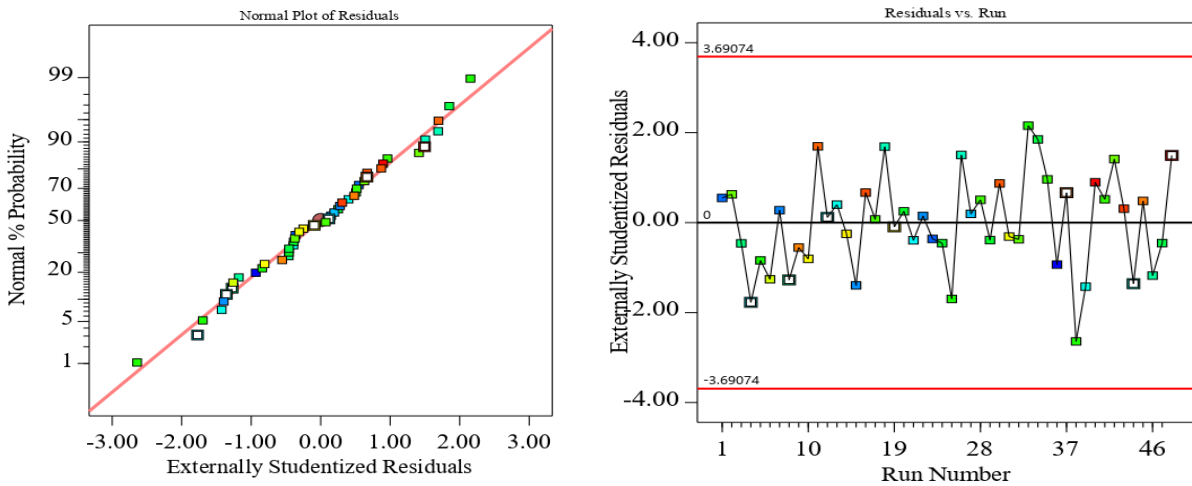 Normal Plot of Residuals
Normal % Probability
99
90
70
50
20
5
1
-3.00 -2.00 -1.00 0.00 1.00 2.00 3.00
Externally Studentized Residuals
Residuals vs. Run
Externally Studentized Residuals
4.00
3.69074
2.00
0.00
0
-2.00
-3.69074
-4.00
1 10 19 28 37 46
Run Number